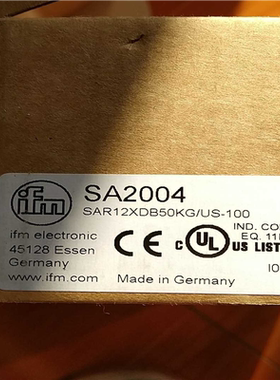 ifm
SA2004
SAR12XDB50KG/US-100
ifm electronic
45128 Essen
Germany
www.ifm.com
CE
c UL US LIST
IND. CO
EQ. 11
Made in Germany